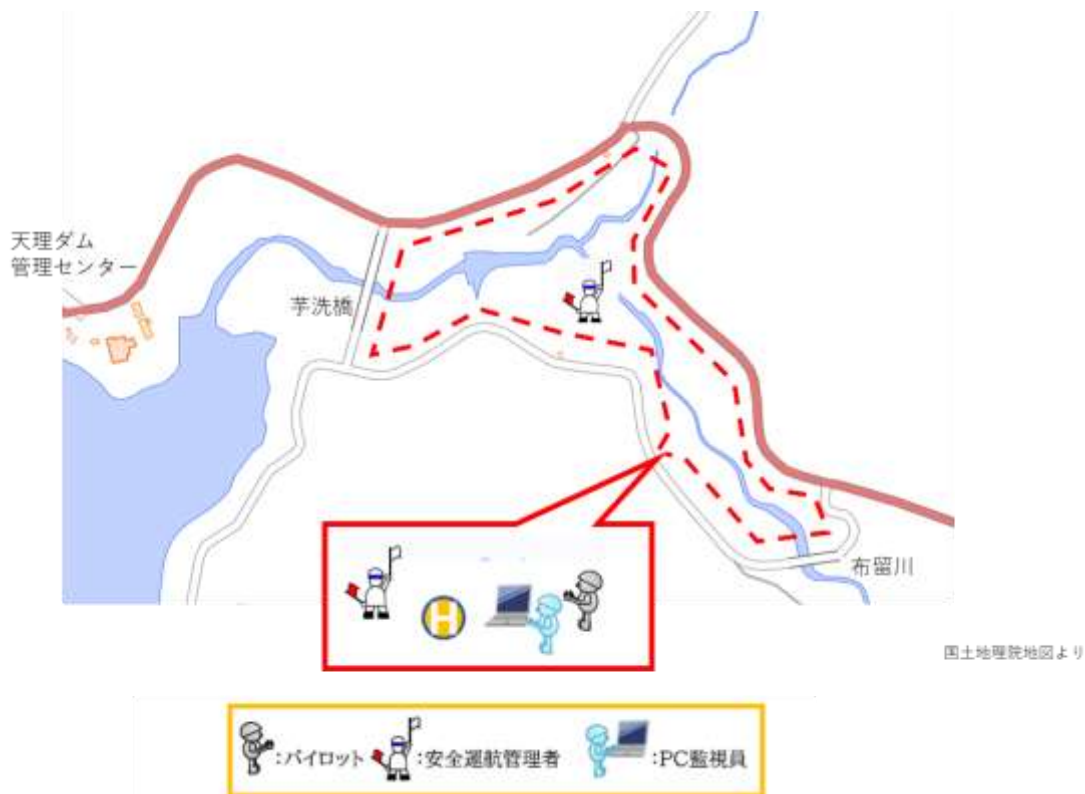 天理ダム
管理センター
芋洗橋
布留川
国土地理院地図より
H
:パイロット
:安全運航管理者
:PC監視員